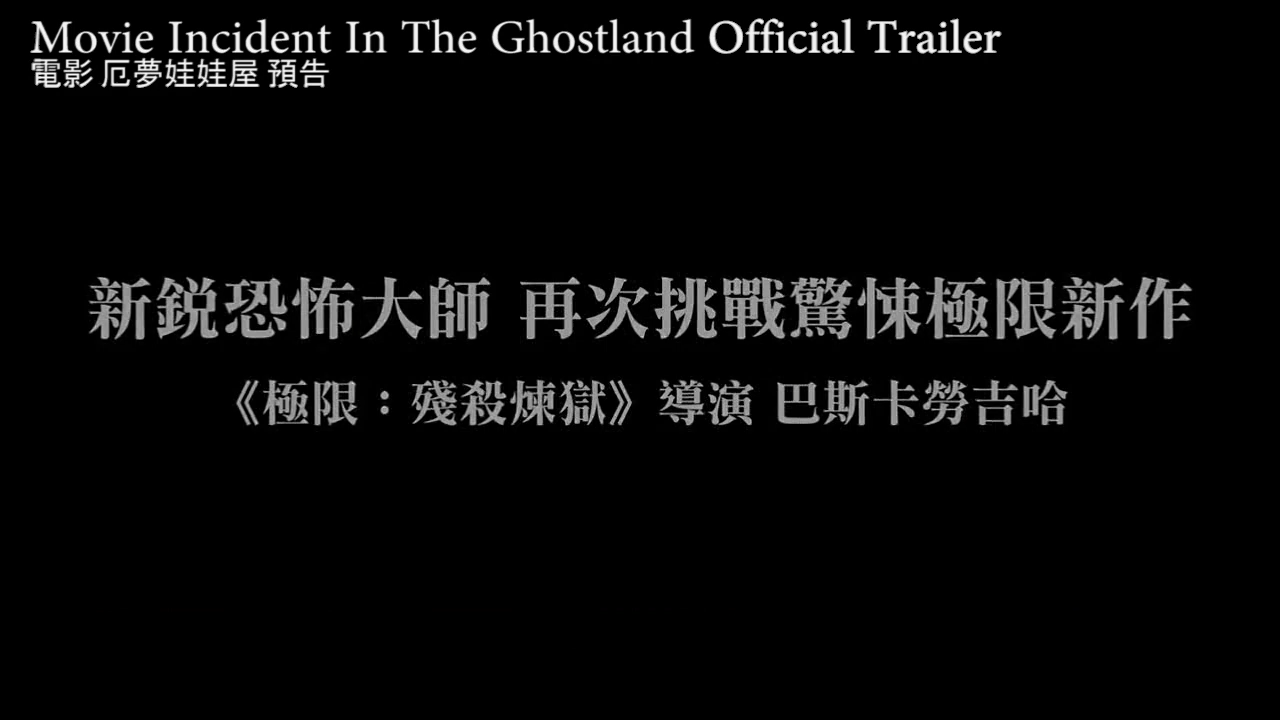 Movie Incident In The Ghostland Official Trailer
電影 厄夢娃娃屋 預告
新銳恐怖大師 再次挑戰驚悚極限新作
《極限：殘殺煉獄》導演 巴斯卡勞吉哈